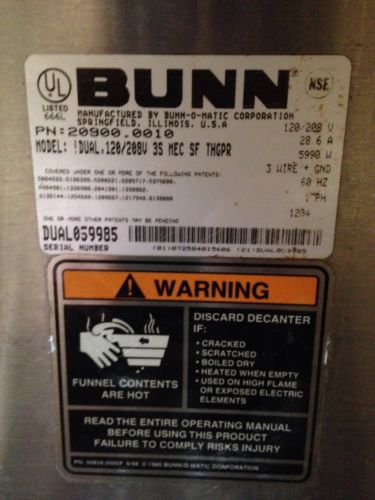 UL
LISTED
666L
BUNN
NSF
MANUFACTURED BY BUNN-O-MATIC CORPORATION
SPRINGFIELD, ILLINOIS, U.S.A
PN:20900.0010
120/208 V
MODEL: !DUAL,120/208V 3S MEC SF THGPR
28.6 A
5990 W
COVERED UNDER ONE OR MORE OF THE FOLLOWING PATENTS:
3 WIRE + GND
60 HZ
1 PH
ONE OR MORE PATENTS MAY BE PENDING
1204
DUAL059985
SERIAL NUMBER
(21):DUAL059985
WARNING
FUNNEL CONTENTS
ARE HOT
DISCARD DECANTER
IF:
• CRACKED
• SCRATCHED
• BOILED DRY
• HEATED WHEN EMPTY
• USED ON HIGH FLAME
OR EXPOSED ELECTRIC
ELEMENTS
READ THE ENTIRE OPERATING MANUAL
BEFORE USING THIS PRODUCT
FAILURE TO COMPLY RISKS INJURY
BUNN-O-MATIC CORPORATION